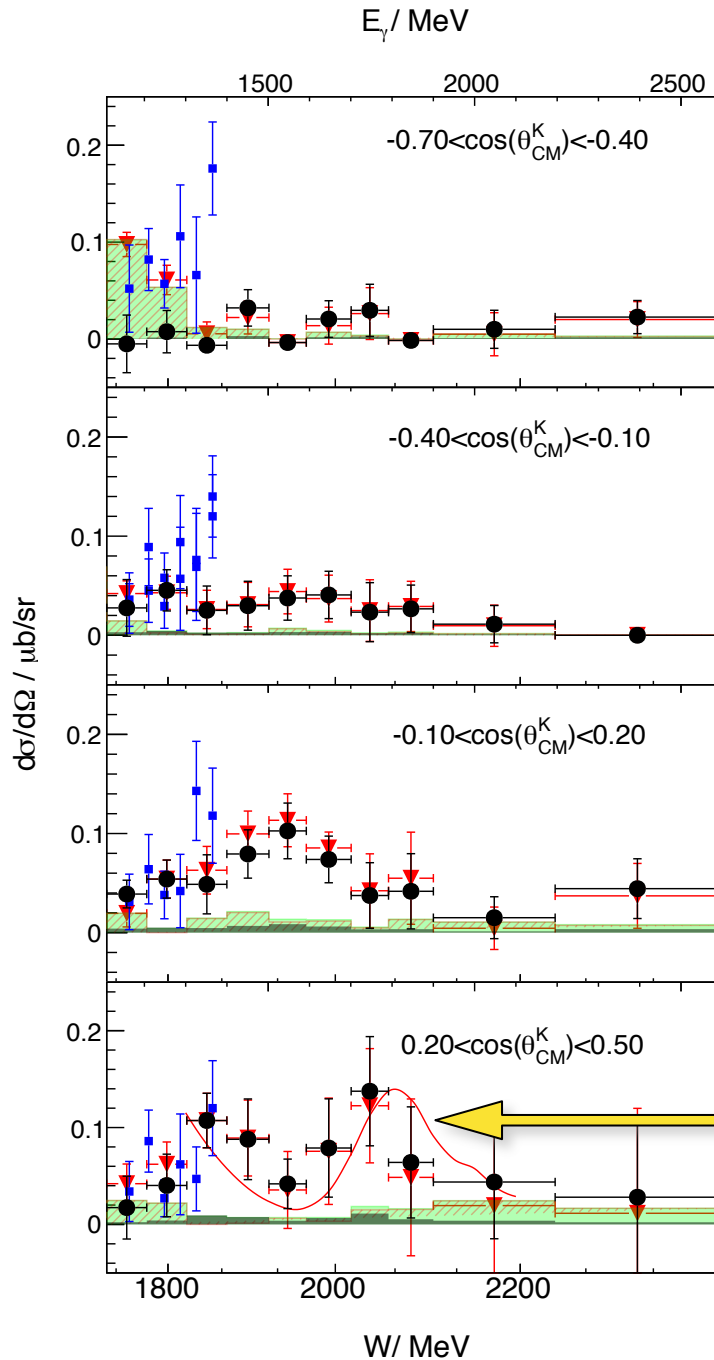 E_γ / MeV
1500 2000 2500
-0.70<cos(θ^K_CM)<-0.40
0.2
0.1
0
-0.40<cos(θ^K_CM)<-0.10
0.2
0.1
0
-0.10<cos(θ^K_CM)<0.20
0.2
0.1
0
0.20<cos(θ^K_CM)<0.50
0.2
0.1
0
dσ/dΩ / μb/sr
1800 2000 2200
W/ MeV